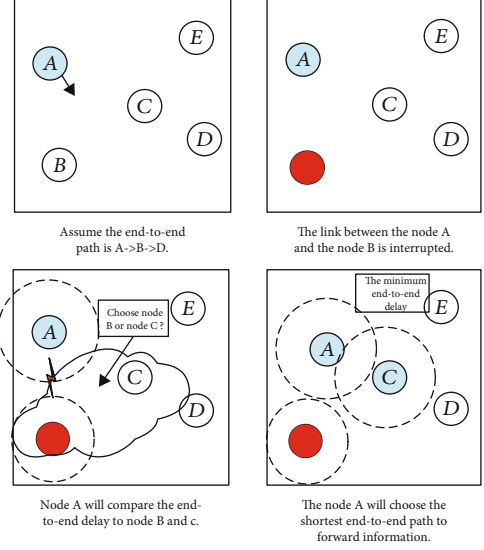 A
E
C
D
B
Assume the end-to-end
path is A->B->D.
A
E
C
D
The link between the node A
and the node B is interrupted.
A
Choose node
B or node C ?
E
C
D
Node A will compare the end-
to-end delay to node B and c.
The minimum
end-to-end
delay
E
A
C
D
The node A will choose the
shortest end-to-end path to
forward information.